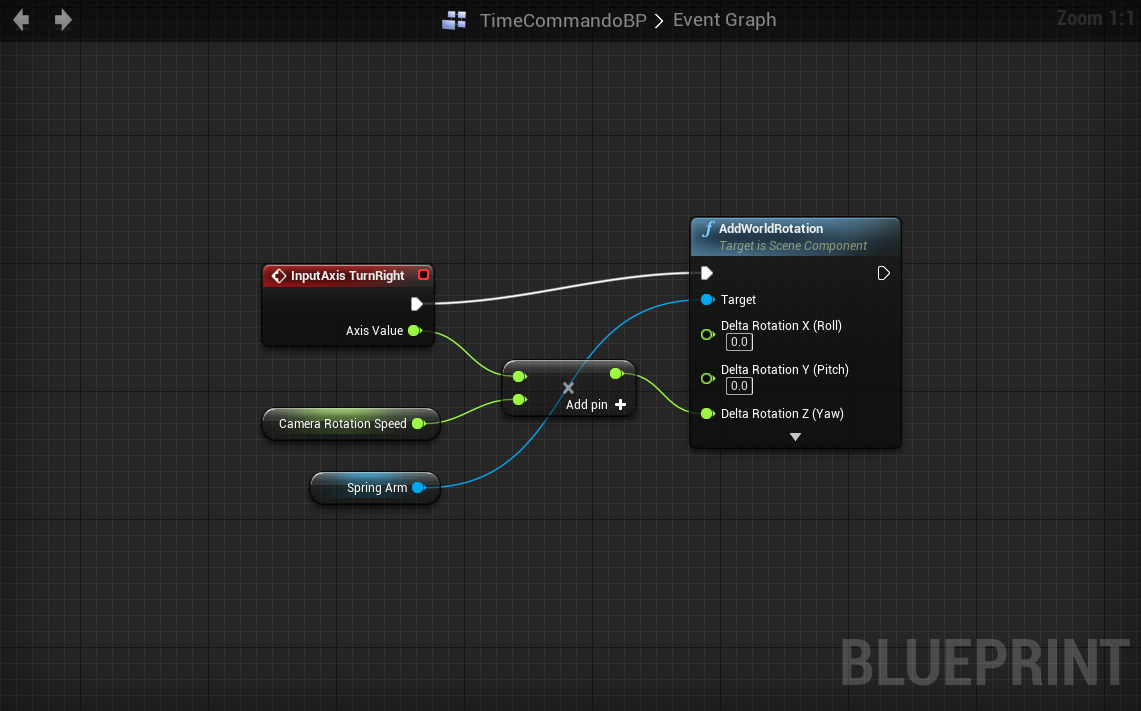 TimeCommandoBP > Event Graph
Zoom 1:1
AddWorldRotation
Target is Scene Component
Target
Delta Rotation X (Roll)
0.0
Delta Rotation Y (Pitch)
0.0
Delta Rotation Z (Yaw)
InputAxis TurnRight
Axis Value
Add pin +
Camera Rotation Speed
Spring Arm
BLUEPRINT